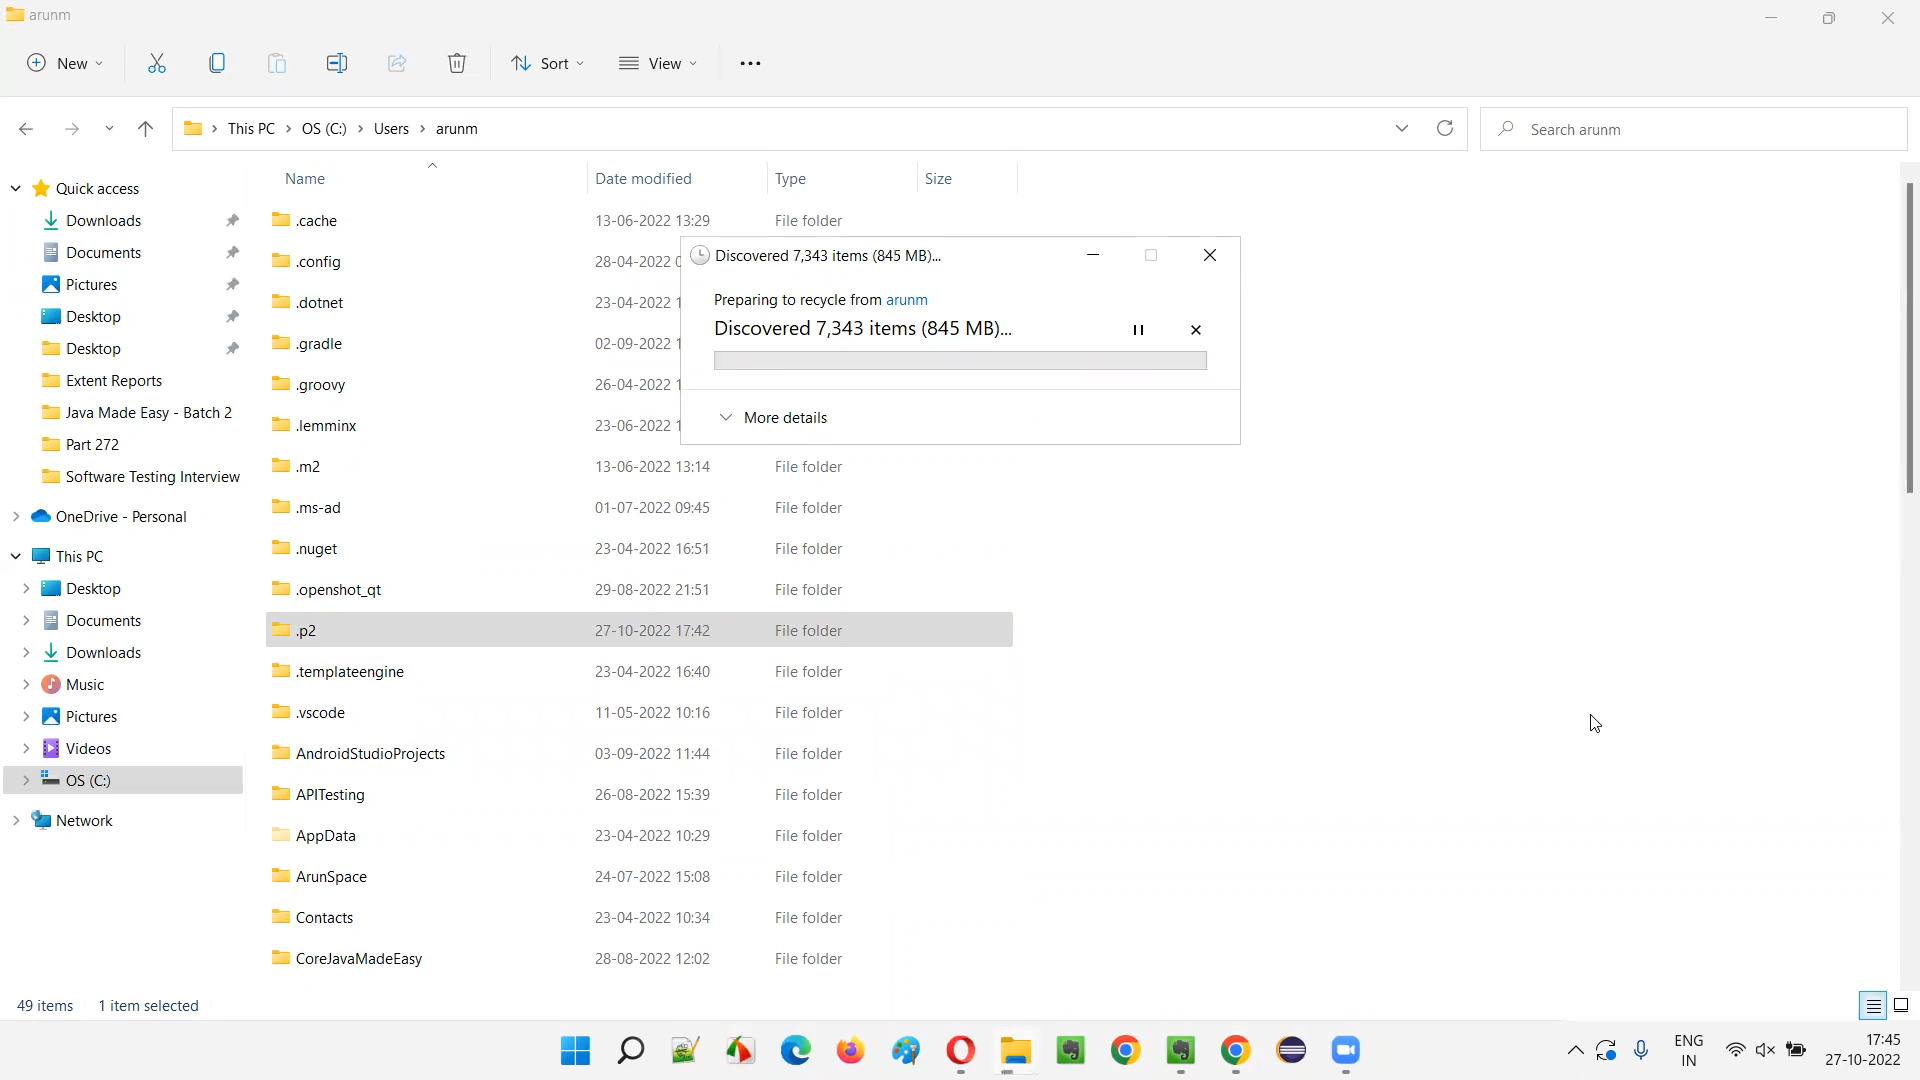 arunm
New
Sort
View
This PC
OS (C:)
Users
arunm
Search arunm
Name
Date modified
Type
Size
Quick access
Downloads
Documents
Pictures
Desktop
Desktop
Extent Reports
Java Made Easy - Batch 2
Part 272
Software Testing Interview
OneDrive - Personal
This PC
Desktop
Documents
Downloads
Music
Pictures
Videos
OS (C:)
Network
.cache 13-06-2022 13:29 File folder
.config 28-04-2022
.dotnet 23-04-2022
.gradle 02-09-2022
.groovy 26-04-2022
.lemminx 23-06-2022
.m2 13-06-2022 13:14 File folder
.ms-ad 01-07-2022 09:45 File folder
.nuget 23-04-2022 16:51 File folder
.openshot_qt 29-08-2022 21:51 File folder
.p2 27-10-2022 17:42 File folder
.templateengine 23-04-2022 16:40 File folder
.vscode 11-05-2022 10:16 File folder
AndroidStudioProjects 03-09-2022 11:44 File folder
APITesting 26-08-2022 15:39 File folder
AppData 23-04-2022 10:29 File folder
ArunSpace 24-07-2022 15:08 File folder
Contacts 23-04-2022 10:34 File folder
CoreJavaMadeEasy 28-08-2022 12:02 File folder
Discovered 7,343 items (845 MB)...
Preparing to recycle from arunm
Discovered 7,343 items (845 MB)...
More details
49 items
1 item selected
ENG
IN
17:45
27-10-2022